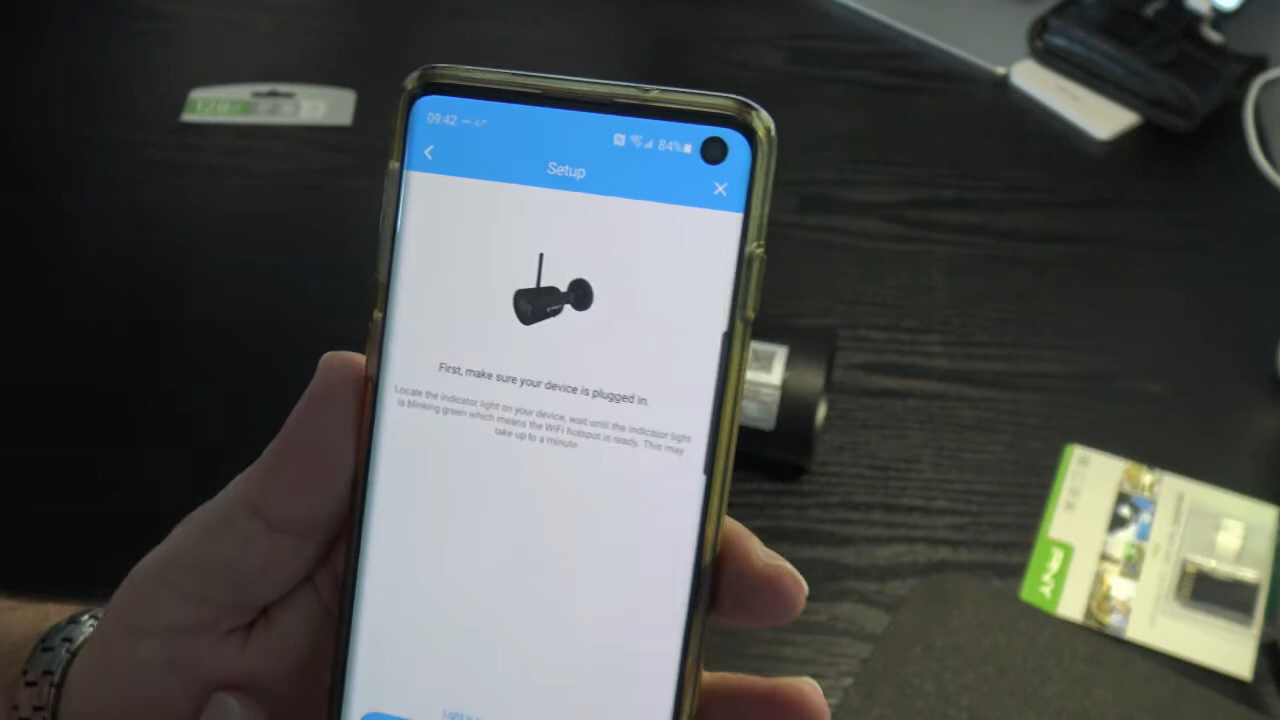 09:42
84%
Setup
First, make sure your device is plugged in.
Locate the indicator light on your device, wait until the indicator light
is blinking green which means the WiFi hotspot is ready. This may
take up to a minute
PNY